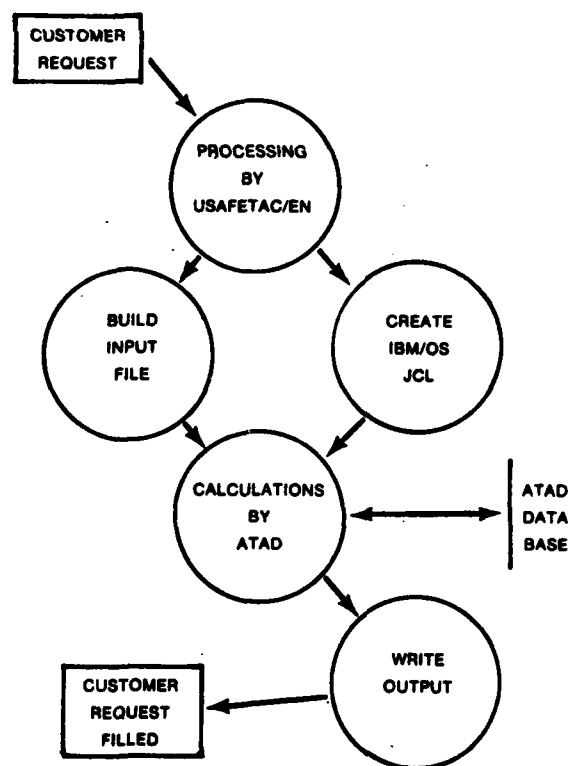 CUSTOMER
REQUEST
PROCESSING
BY
USAFETAC/EN
BUILD
INPUT
FILE
CREATE
IBM/OS
JCL
CALCULATIONS
BY
ATAD
ATAD
DATA
BASE
WRITE
OUTPUT
CUSTOMER
REQUEST
FILLED